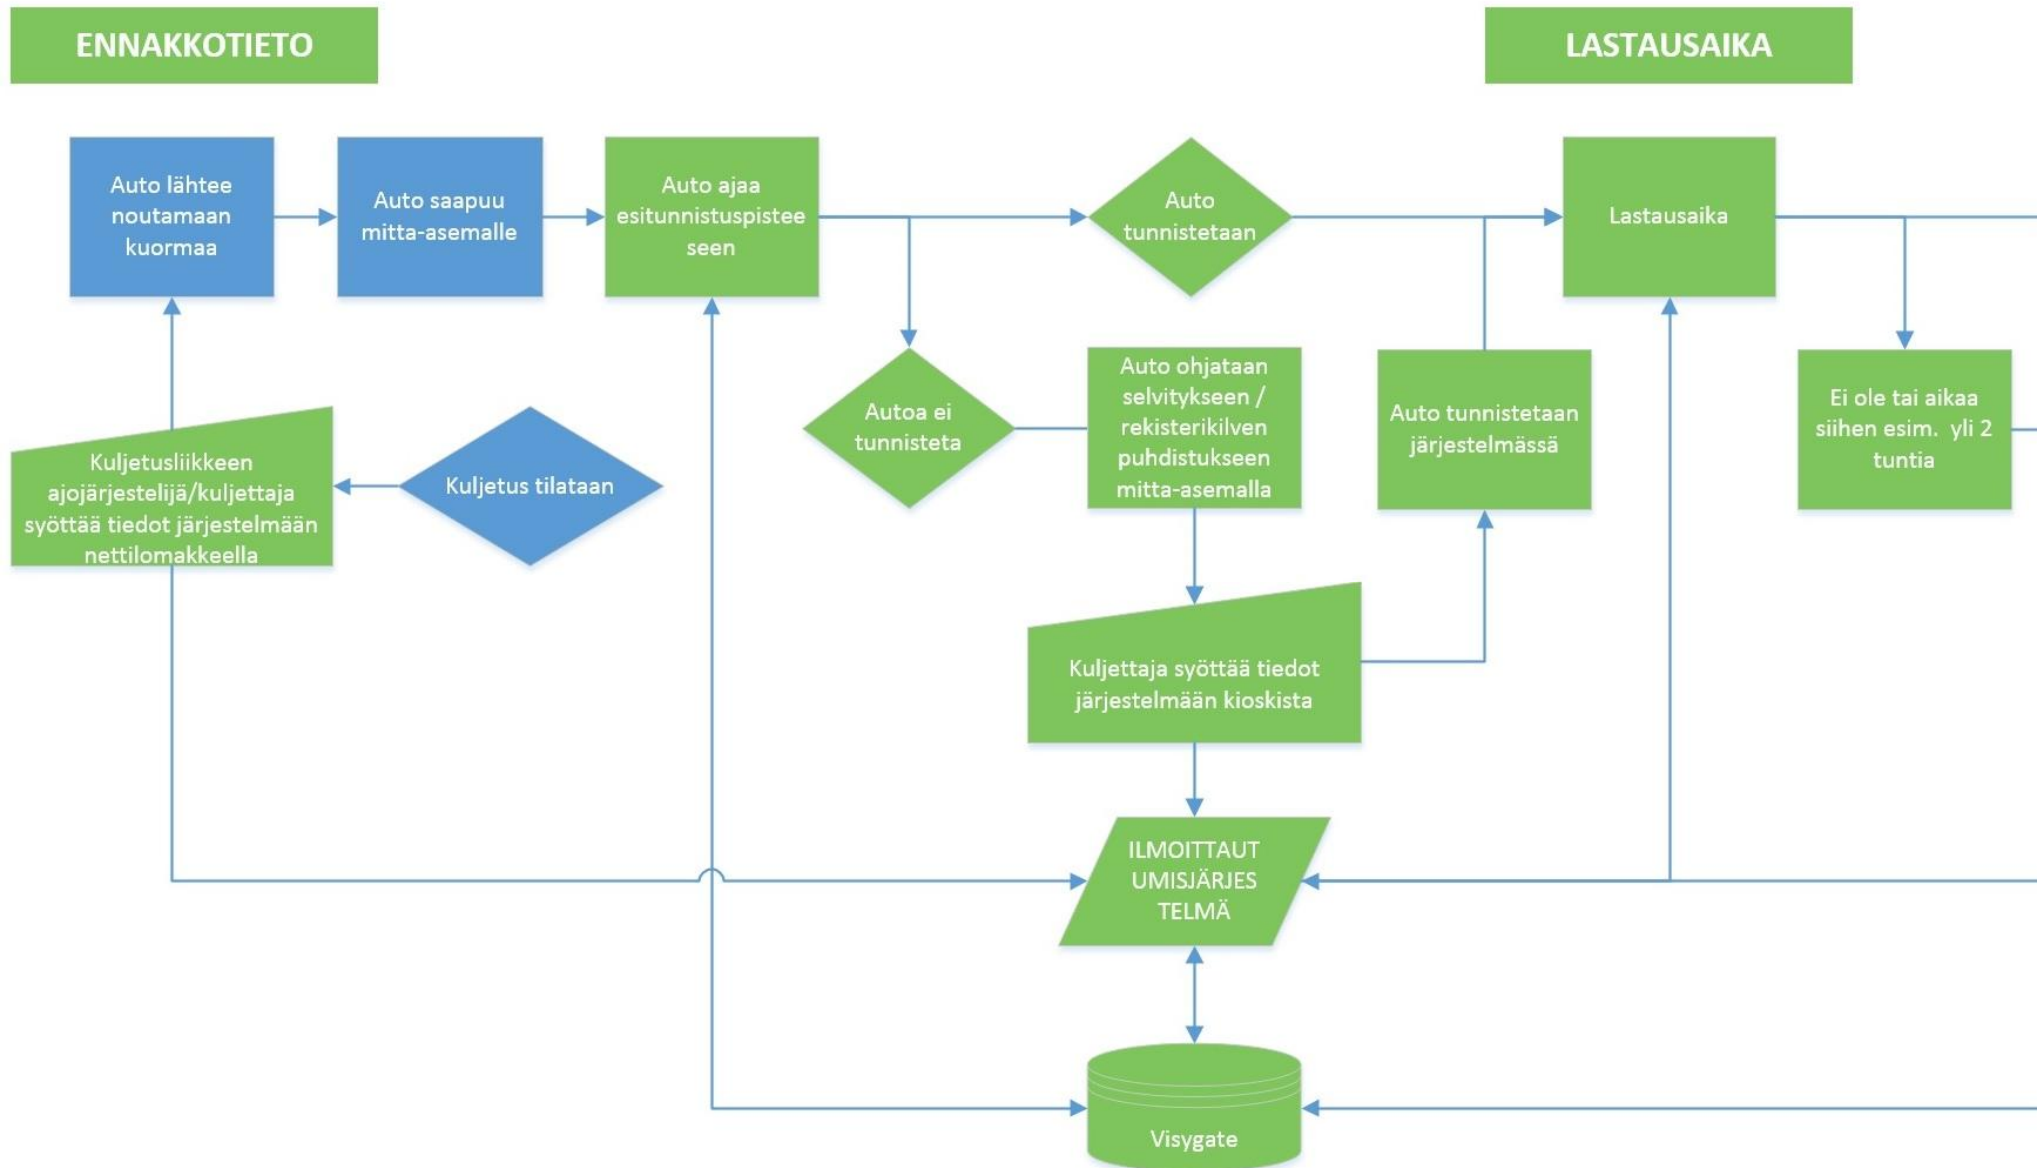 ENNAKKOTIETO
LASTAUSAIKA
Auto lähtee
noutamaan
kuormaa
Auto saapuu
mitta-asemalle
Auto ajaa
esitunnistuspistee
seen
Auto
tunnistetaan
Lastausaika
Autoa ei
tunnisteta
Auto ohjataan
selvitykseen /
rekisterikilven
puhdistukseen
mitta-asemalla
Auto tunnistetaan
järjestelmässä
Ei ole tai aikaa
siihen esim. yli 2
tuntia
Kuljetusliikkeen
ajojärjestelijä/kuljettaja
syöttää tiedot järjestelmään
nettilomakkeella
Kuljetus tilataan
Kuljettaja syöttää tiedot
järjestelmään kioskista
ILMOITTAUT
UMISJÄRJES
TELMÄ
Visygate